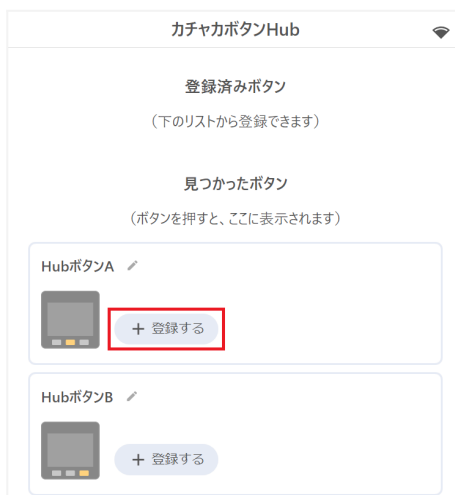 カチャカボタンHub
登録済みボタン
（下のリストから登録できます）
見つかったボタン
（ボタンを押すと、ここに表示されます）
HubボタンA
＋ 登録する
HubボタンB
＋ 登録する